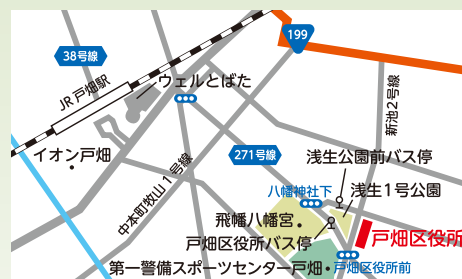 199
38号線
JR戸畑駅
ウェルとばた
新池2号線
イオン戸畑
中本町牧山1号線
271号線
浅生公園前バス停
八幡神社下
浅生1号公園
飛幡八幡宮
戸畑区役所
戸畑区役所バス停
第一警備スポーツセンター戸畑
戸畑区役所前